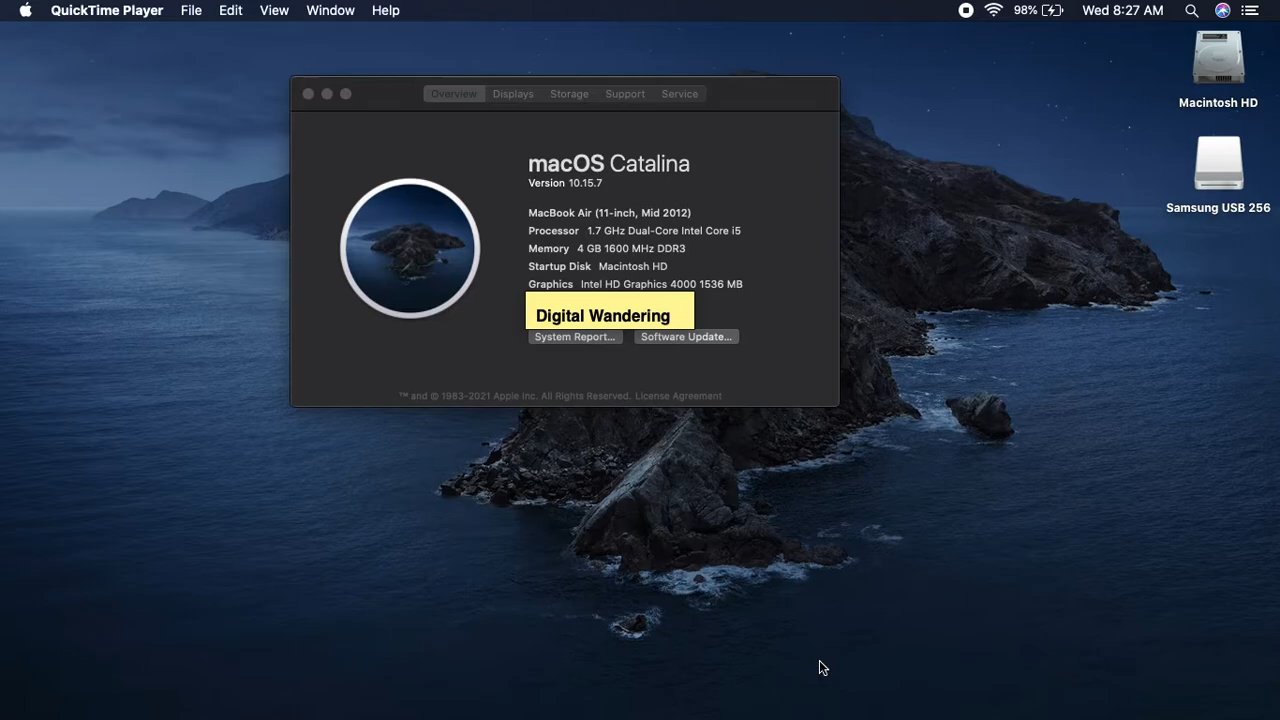 QuickTime Player File Edit View Window Help 98% Wed 8:27 AM
Overview Displays Storage Support Service
macOS Catalina
Version 10.15.7
MacBook Air (11-inch, Mid 2012)
Processor 1.7 GHz Dual-Core Intel Core i5
Memory 4 GB 1600 MHz DDR3
Startup Disk Macintosh HD
Graphics Intel HD Graphics 4000 1536 MB
Digital Wandering
System Report... Software Update...
™ and © 1983-2021 Apple Inc. All Rights Reserved. License Agreement
Macintosh HD
Samsung USB 256